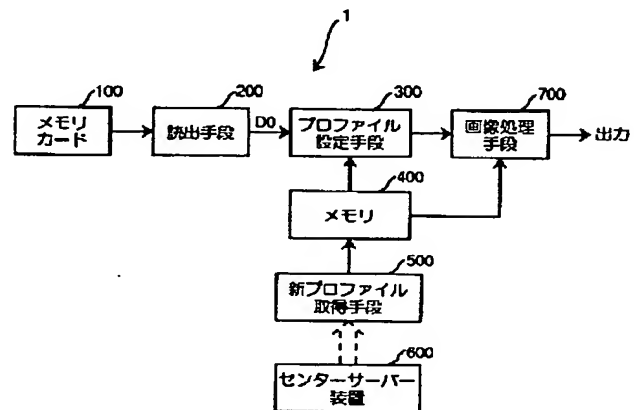 1
100
200
300
700
メモリ
カード
読出手段
D0
プロファイル
設定手段
画像処理
手段
出力
400
メモリ
500
新プロファイル
取得手段
600
センターサーバー
装置